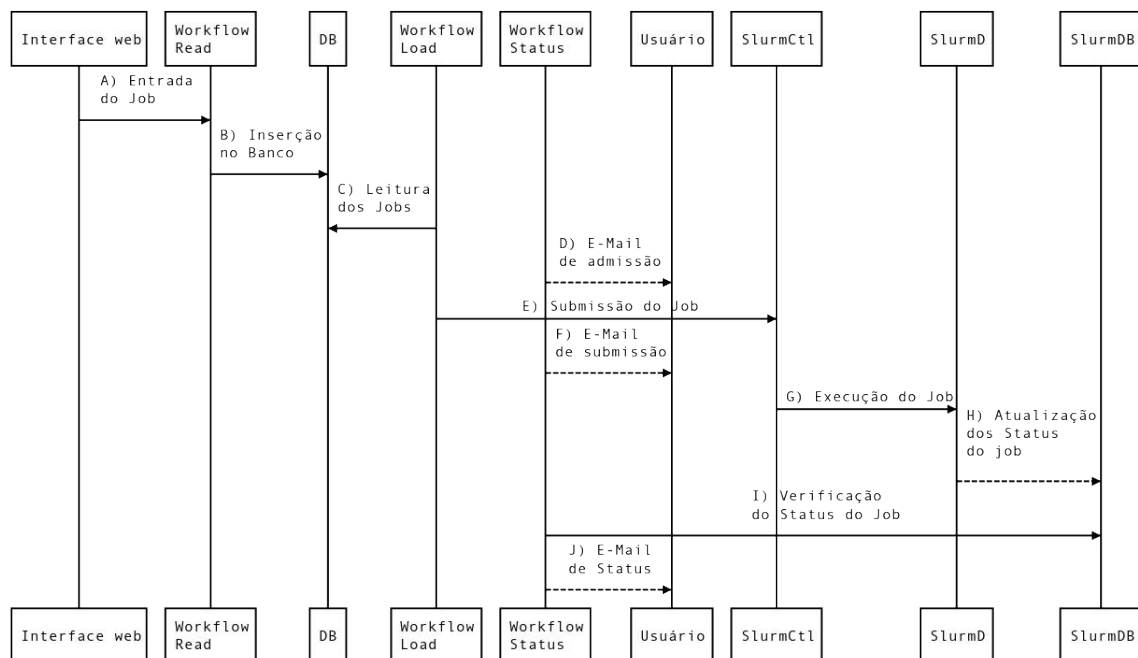 Interface web
Workflow
Read
DB
Workflow
Load
Workflow
Status
Usuário
SlurmCtl
SlurmD
SlurmDB
A) Entrada
do Job
B) Inserção
no Banco
C) Leitura
dos Jobs
D) E-Mail
de admissão
E) Submissão do Job
F) E-Mail
de submissão
G) Execução do Job
H) Atualização
dos Status
do job
I) Verificação
do Status do Job
J) E-Mail
de Status
Interface web
Workflow
Read
DB
Workflow
Load
Workflow
Status
Usuário
SlurmCtl
SlurmD
SlurmDB